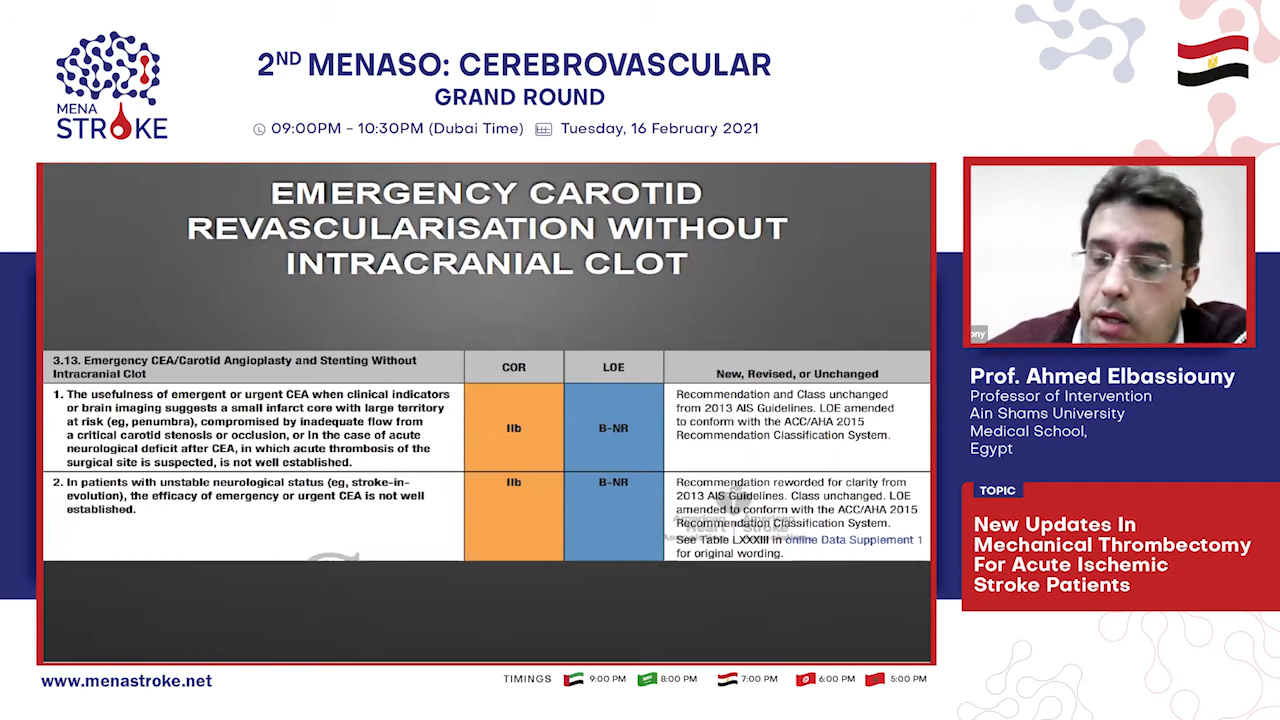 MENA
STROKE
2ND MENASO: CEREBROVASCULAR
GRAND ROUND
09:00PM - 10:30PM (Dubai Time) Tuesday, 16 February 2021
EMERGENCY CAROTID
REVASCULARISATION WITHOUT
INTRACRANIAL CLOT
3.13. Emergency CEA/Carotid Angioplasty and Stenting Without
Intracranial Clot
COR
LOE
New, Revised, or Unchanged
1. The usefulness of emergent or urgent CEA when clinical indicators
or brain imaging suggests a small infarct core with large territory
at risk (eg, penumbra), compromised by inadequate flow from
a critical carotid stenosis or occlusion, or in the case of acute
neurological deficit after CEA, in which acute thrombosis of the
surgical site is suspected, is not well established.
IIb
B-NR
Recommendation and Class unchanged
from 2013 AIS Guidelines. LOE amended
to conform with the ACC/AHA 2015
Recommendation Classification System.
2. In patients with unstable neurological status (eg, stroke-in-
evolution), the efficacy of emergency or urgent CEA is not well
established.
IIb
B-NR
Recommendation reworded for clarity from
2013 AIS Guidelines. Class unchanged. LOE
amended to conform with the ACC/AHA 2015
Recommendation Classification System.
See Table LXXXIII in online Data Supplement 1
for original wording.
American American
Heart Stroke
ony
Prof. Ahmed Elbassiouny
Professor of Intervention
Ain Shams University
Medical School,
Egypt
TOPIC
New Updates In
Mechanical Thrombectomy
For Acute Ischemic
Stroke Patients
www.menastroke.net
TIMINGS 9:00 PM 8:00 PM 7:00 PM 6:00 PM 5:00 PM